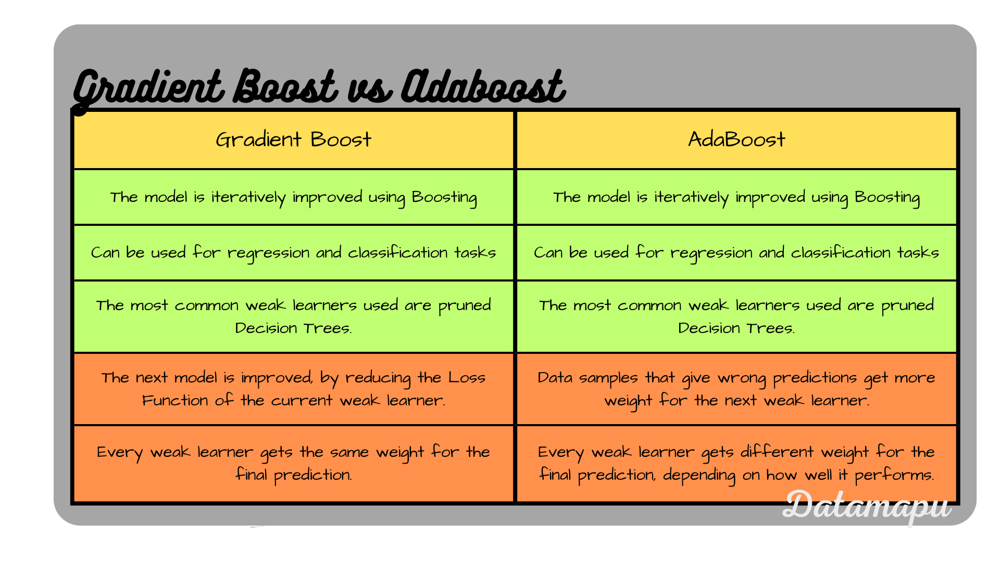 Gradient Boost vs Adaboost
Gradient Boost
AdaBoost
The model is iteratively improved using Boosting
The model is iteratively improved using Boosting
Can be used for regression and classification tasks
Can be used for regression and classification tasks
The most common weak learners used are pruned
Decision Trees.
The most common weak learners used are pruned
Decision Trees.
The next model is improved, by reducing the Loss
Function of the current weak learner.
Data samples that give wrong predictions get more
weight for the next weak learner.
Every weak learner gets the same weight for the
final prediction.
Every weak learner gets different weight for the
final prediction, depending on how well it performs.
Datamapu